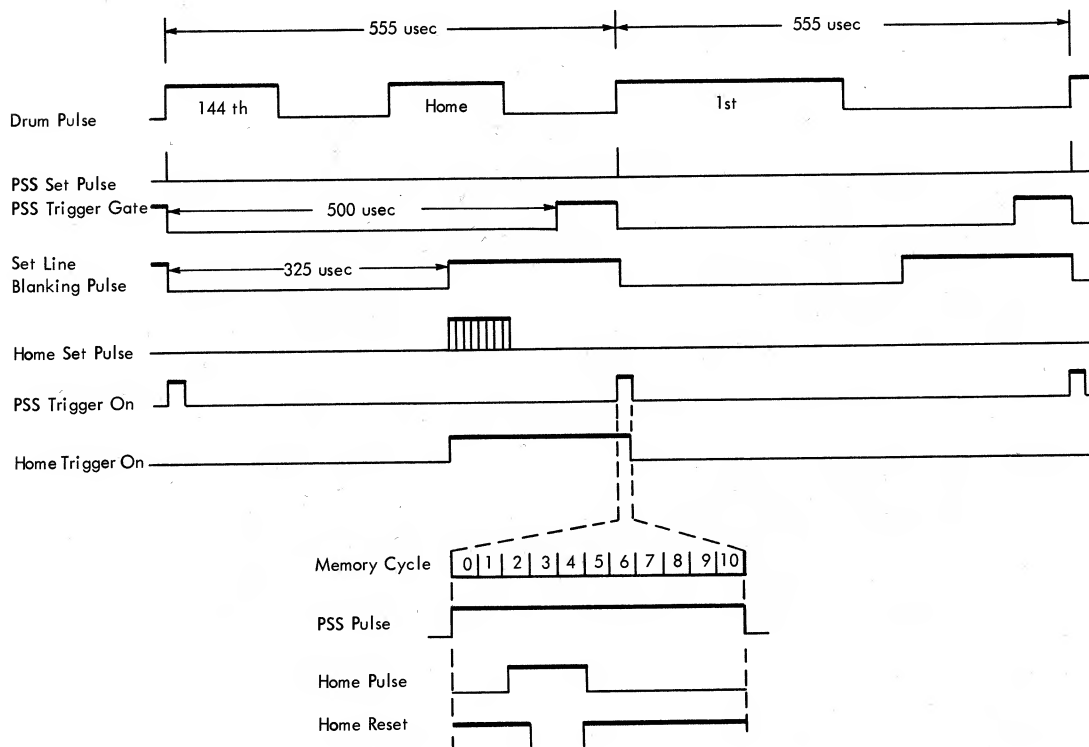 555 usec 555 usec
Drum Pulse 144 th Home 1st
PSS Set Pulse
PSS Trigger Gate 500 usec
Set Line
Blanking Pulse 325 usec
Home Set Pulse
PSS Trigger On
Home Trigger On
Memory Cycle 0 1 2 3 4 5 6 7 8 9 10
PSS Pulse
Home Pulse
Home Reset